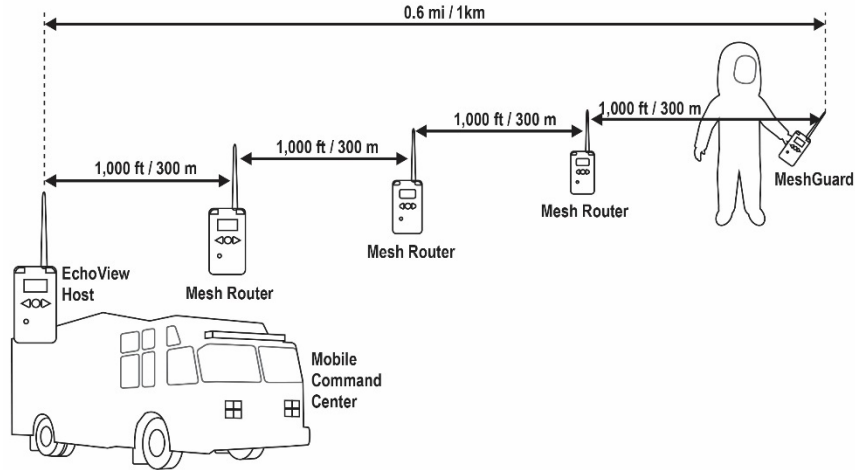 0.6 mi / 1km
1,000 ft / 300 m
1,000 ft / 300 m
1,000 ft / 300 m
1,000 ft / 300 m
MeshGuard
Mesh Router
Mesh Router
Mesh Router
EchoView
Host
Mobile
Command
Center